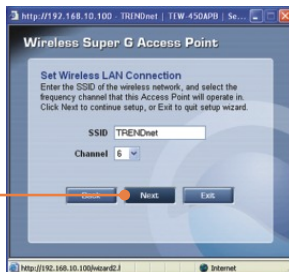 http://192.168.10.100 - TRENDnet | TEW-450APB | Se...
Wireless Super G Access Point
Set Wireless LAN Connection
Enter the SSID of the wireless network, and select the
frequency channel that this Access Point will operate in.
Click Next to continue setup, or Exit to quit setup wizard.
SSID TRENDnet
Channel 6
Back Next Exit
http://192.168.10.100/wizard2.l Internet